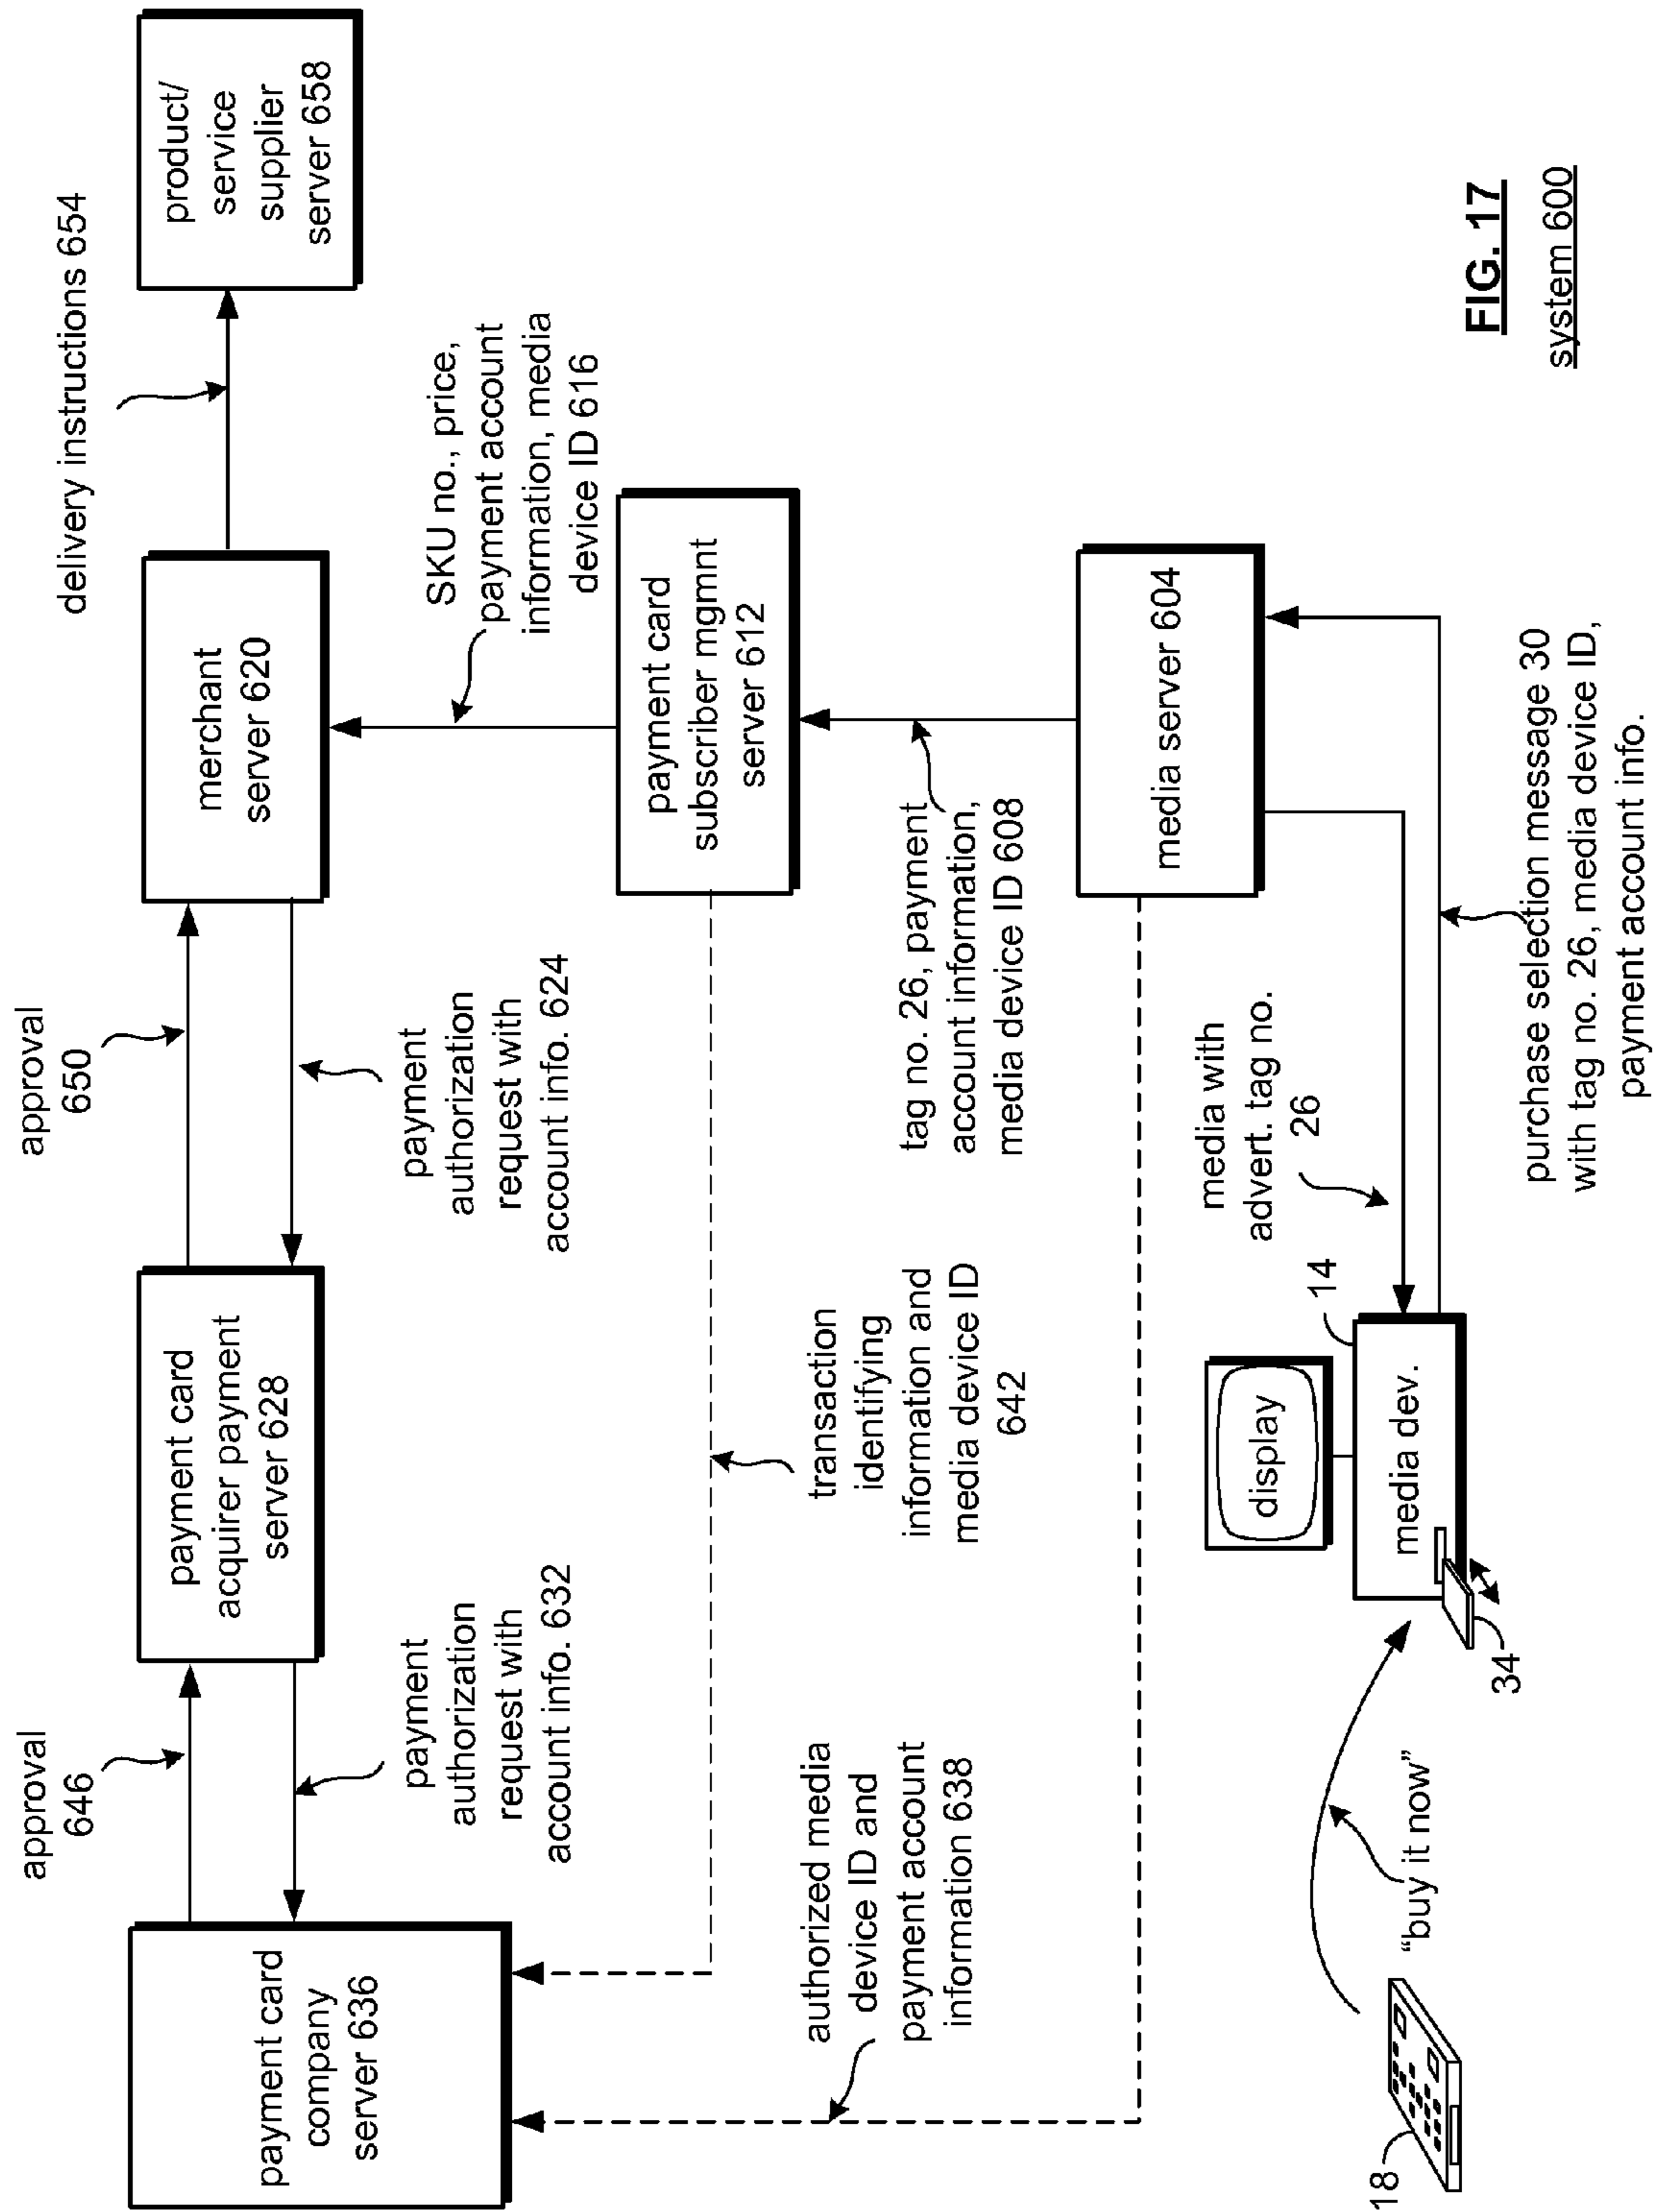 approval
646
approval
650
delivery instructions 654
payment card
company
server 636
payment card
acquirer payment
server 628
merchant
server 620
product/
service
supplier
server 658
payment
authorization
request with
account info. 632
payment
authorization
request with
account info. 624
SKU no., price,
payment account
information, media
device ID 616
payment card
subscriber mgmnt
server 612
transaction
identifying
information and
media device ID
642
authorized media
device ID and
payment account
information 638
tag no. 26, payment
account information,
media device ID 608
media server 604
media with
advert. tag no.
26
display
14
media dev.
34
"buy it now"
18
purchase selection message 30
with tag no. 26, media device ID,
payment account info.
FIG. 17
system 600